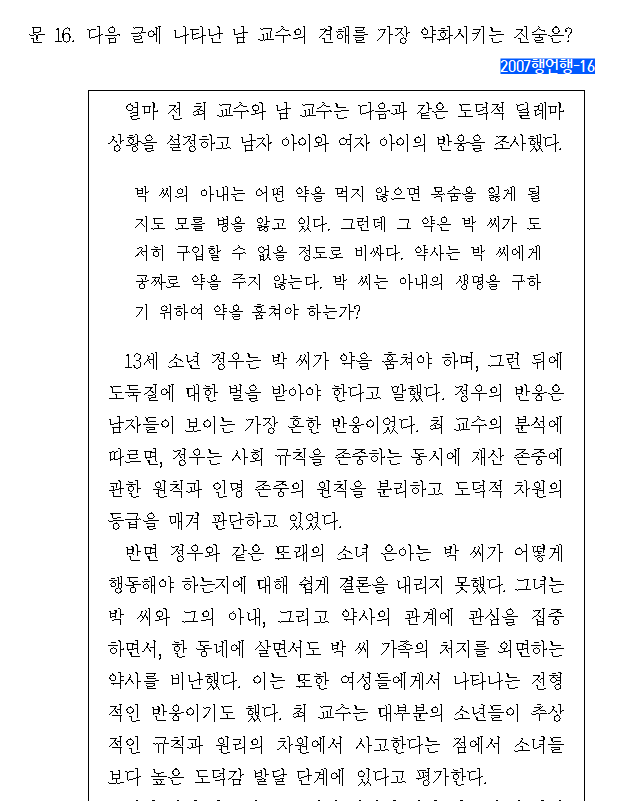 문 16. 다음 글에 나타난 남 교수의 견해를 가장 약화시키는 진술은?
2007행언행-16
얼마 전 최 교수와 남 교수는 다음과 같은 도덕적 딜레마
상황을 설정하고 남자 아이와 여자 아이의 반응을 조사했다.
박 씨의 아내는 어떤 약을 먹지 않으면 목숨을 잃게 될
지도 모를 병을 앓고 있다. 그런데 그 약은 박 씨가 도
저히 구입할 수 없을 정도로 비싸다. 약사는 박 씨에게
공짜로 약을 주지 않는다. 박 씨는 아내의 생명을 구하
기 위하여 약을 훔쳐야 하는가?
13세 소년 정우는 박 씨가 약을 훔쳐야 하며, 그런 뒤에
도둑질에 대한 벌을 받아야 한다고 말했다. 정우의 반응은
남자들이 보이는 가장 흔한 반응이었다. 최 교수의 분석에
따르면, 정우는 사회 규칙을 존중하는 동시에 재산 존중에
관한 원칙과 인명 존중의 원칙을 분리하고 도덕적 차원의
등급을 매겨 판단하고 있었다.
반면 정우와 같은 또래의 소녀 은아는 박 씨가 어떻게
행동해야 하는지에 대해 쉽게 결론을 내리지 못했다. 그녀는
박 씨와 그의 아내, 그리고 약사의 관계에 관심을 집중
하면서, 한 동네에 살면서도 박 씨 가족의 처지를 외면하는
약사를 비난했다. 이는 또한 여성들에게서 나타나는 전형
적인 반응이기도 했다. 최 교수는 대부분의 소년들이 추상
적인 규칙과 원리의 차원에서 사고한다는 점에서 소녀들
보다 높은 도덕감 발달 단계에 있다고 평가한다.